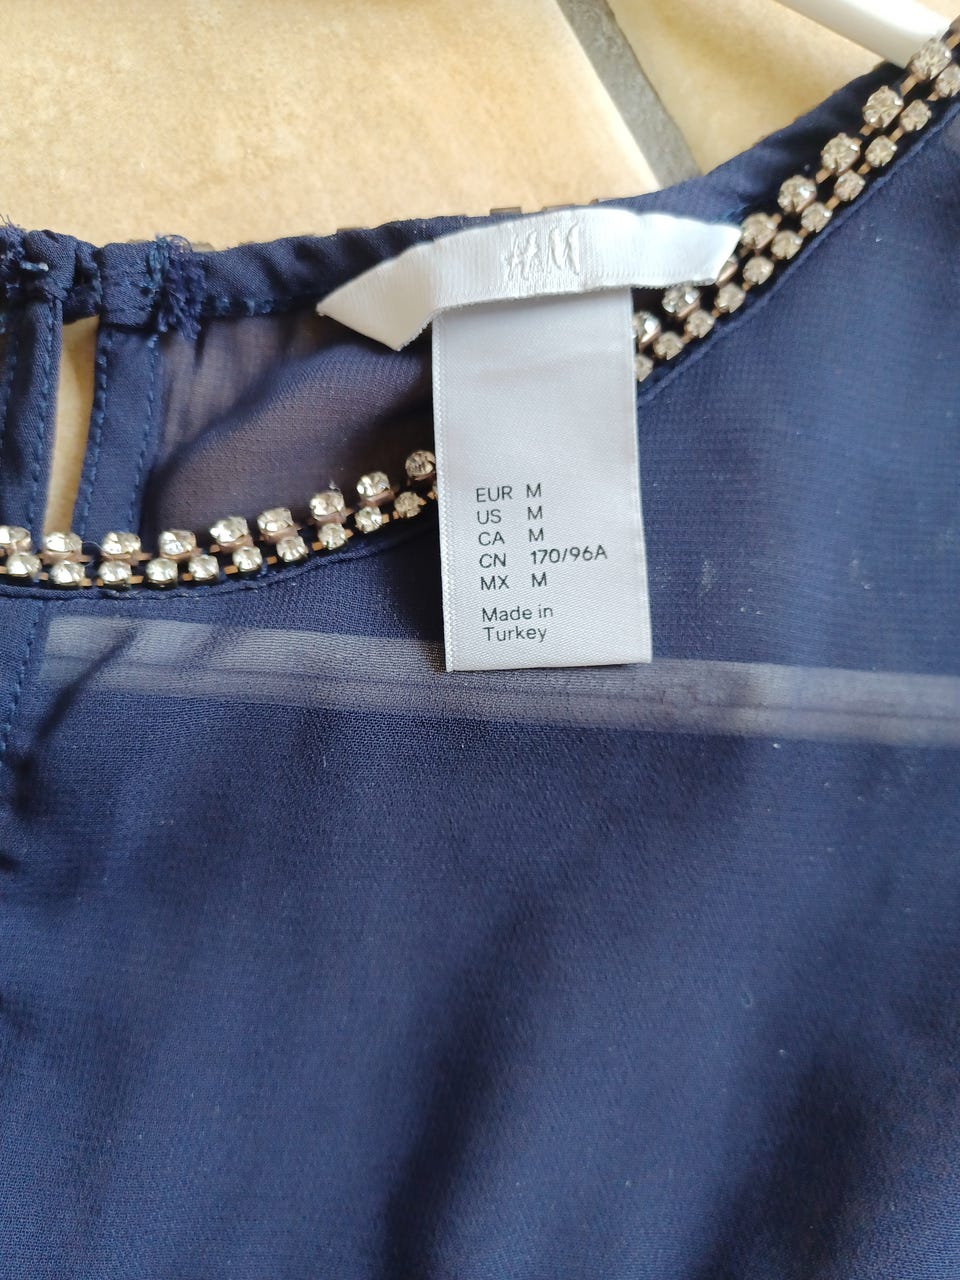 H&M
EUR M
US M
CA M
CN 170/96A
MX M
Made in
Turkey